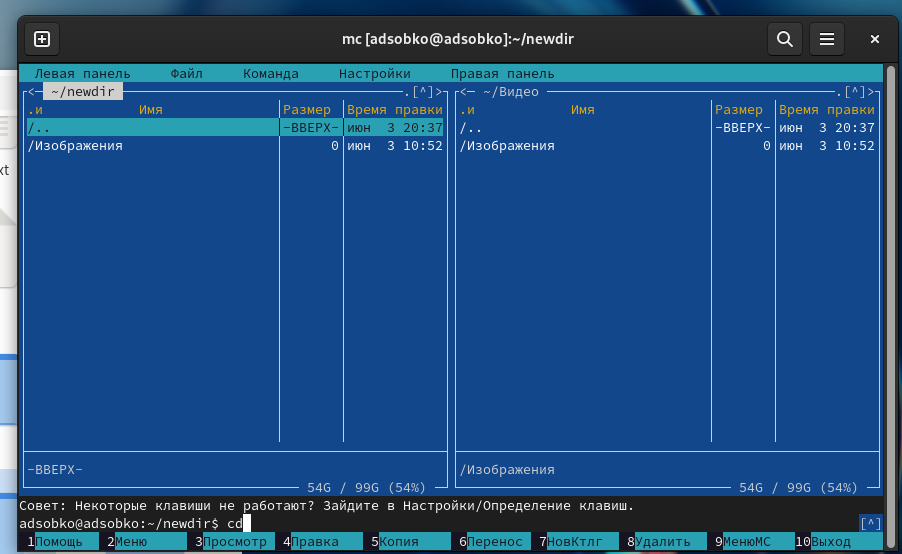 mc [adsobko@adsobko]:~/newdir
Левая панель Файл Команда Настройки Правая панель
<─ ~/newdir .[^]>
<─ ~/Видео .[^]>
.и Имя Размер Время правки
.и Имя Размер Время правки
/.. -ВВЕРХ- июн 3 20:37
/.. -ВВЕРХ- июн 3 20:37
/Изображения 0 июн 3 10:52
/Изображения 0 июн 3 10:52
-ВВЕРХ-
/Изображения
54G / 99G (54%)
54G / 99G (54%)
Совет: Некоторые клавиши не работают? Зайдите в Настройки/Определение клавиш.
adsobko@adsobko:~/newdir$ cd [^]
1Помощь 2Меню 3Просмотр 4Правка 5Копия 6Перенос 7НовКтлг 8Удалить 9МенюМС 10Выход
xt